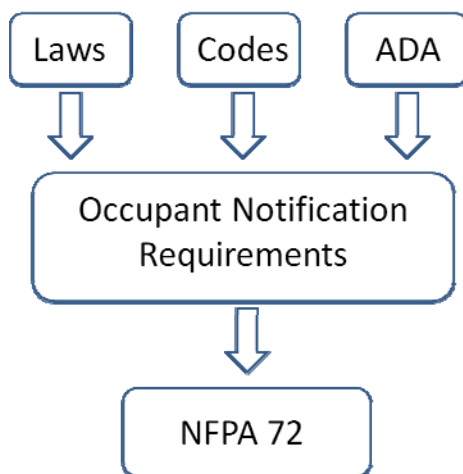 Laws
Codes
ADA
Occupant Notification
Requirements
NFPA 72